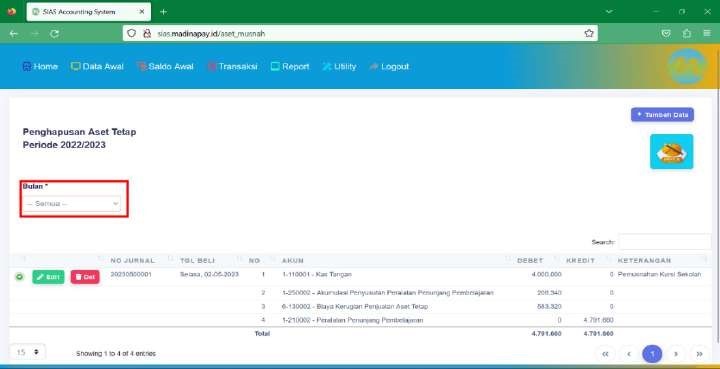 SIAS Accounting System
sias.madinapay.id/aset_musnah
Home Data Awal Saldo Awal Transaksi Report Utility Logout
+ Tambah Data
Penghapusan Aset Tetap
Periode 2022/2023
Bulan *
-- Semua --
Search:
NO JURNAL TGL BELI NO AKUN DEBET KREDIT KETERANGAN
Edit Del 20230500001 Selasa, 02-05-2023 1 1-110001 - Kas Tangan 4.000.000 0 Pemusnahan Kursi Sekolah
2 1-250002 - Akumulasi Penyusutan Peralatan Penunjang Pembelajaran 208.340 0
3 6-130002 - Biaya Kerugian Penjualan Aset Tetap 583.320 0
4 1-210002 - Peralatan Penunjang Pembelajaran 0 4.791.660
Total 4.791.660 4.791.660
15 Showing 1 to 4 of 4 entries « ‹ 1 › »